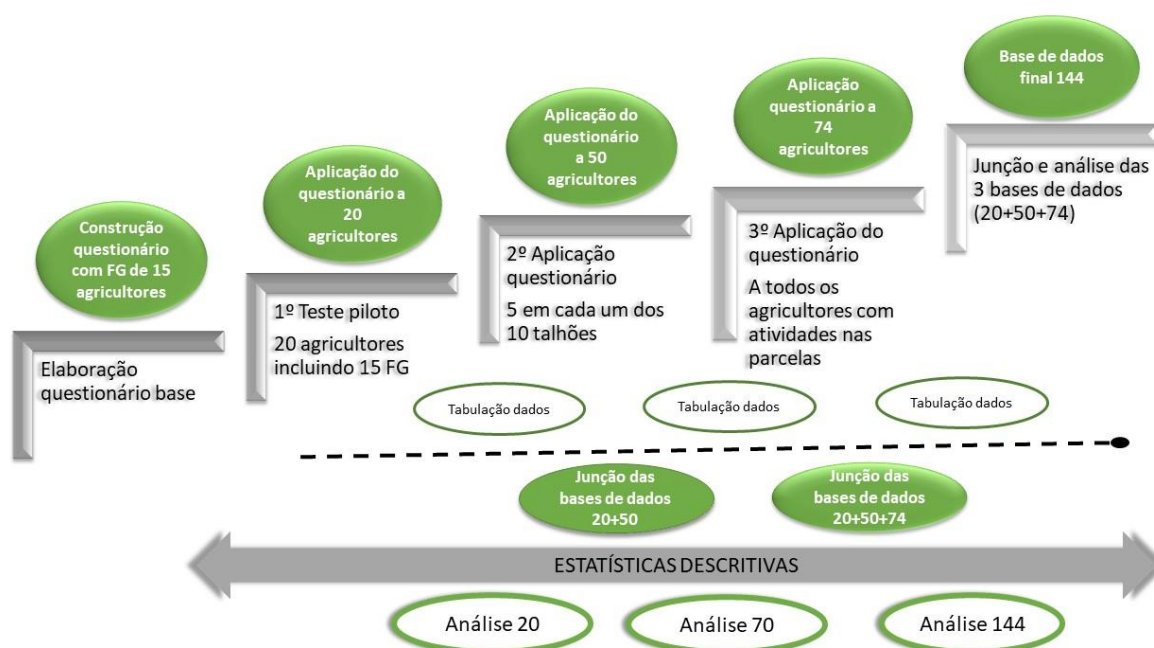 Construção
questionário
com FG de 15
agricultores
Elaboração
questionário base
Aplicação do
questionário a
20
agricultores
1º Teste piloto
20 agricultores
incluindo 15 FG
Aplicação do
questionário
a 50
agricultores
2º Aplicação
questionário
5 em cada um dos
10 talhões
Aplicação
questionário a
74
agricultores
3º Aplicação do
questionário
A todos os
agricultores com
atividades nas
parcelas
Base de dados
final 144
Junção e análise das
3 bases de dados
(20+50+74)
Tabulação dados
Tabulação dados
Tabulação dados
Junção das
bases de dados
20+50
Junção das
bases de dados
20+50+74
ESTATÍSTICAS DESCRITIVAS
Análise 20
Análise 70
Análise 144